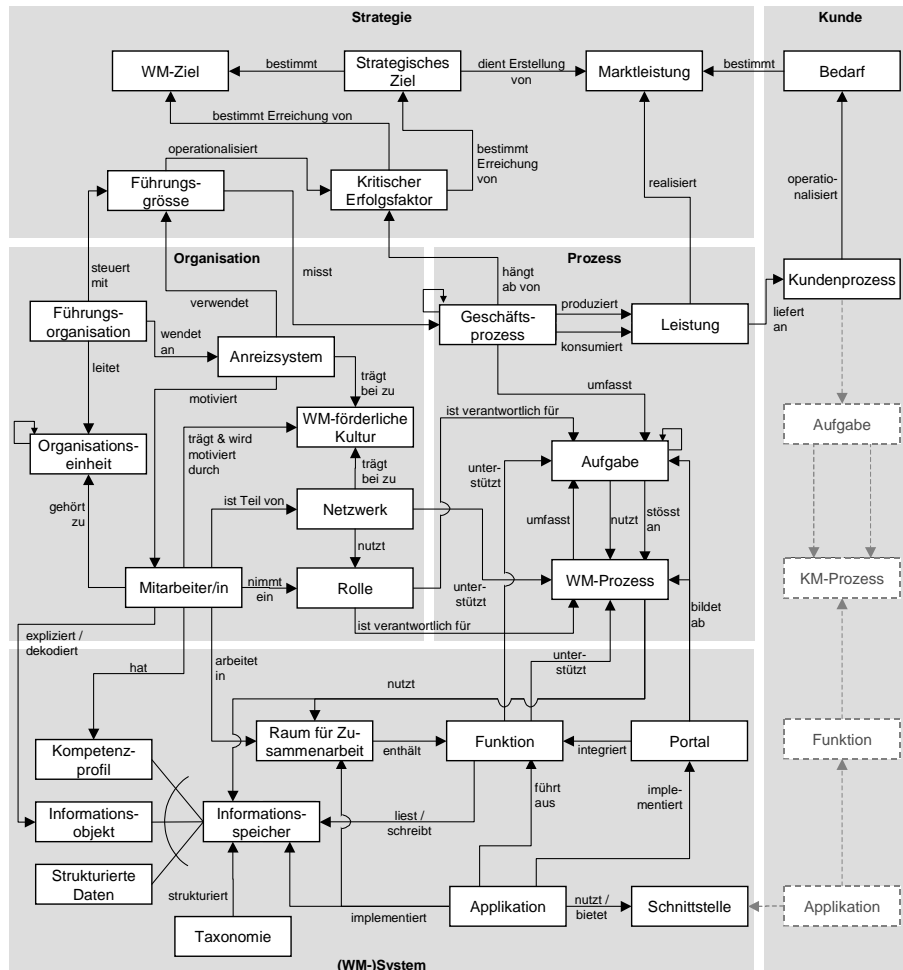 Strategie
Kunde
WM-Ziel
bestimmt
Strategisches
Ziel
dient Erstellung
von
Marktleistung
bestimmt
Bedarf
bestimmt Erreichung von
operationalisiert
bestimmt
Erreichung
von
Führungs-
grösse
Kritischer
Erfolgsfaktor
realisiert
operatio-
nalisiert
Organisation
Prozess
steuert
mit
misst
hängt
ab von
verwendet
Führungs-
organisation
wendet
an
Anreizsystem
Geschäfts-
prozess
produziert
konsumiert
Leistung
liefert
an
Kundenprozess
leitet
motiviert
trägt
bei zu
umfasst
WM-förderliche
Kultur
ist verantwortlich für
Aufgabe
Organisations-
einheit
trägt & wird
motiviert
durch
trägt
bei zu
unter-
stützt
Aufgabe
gehört
zu
ist Teil von
Netzwerk
umfasst
nutzt
stösst
an
nutzt
Mitarbeiter/in
nimmt
ein
Rolle
unter-
stützt
WM-Prozess
KM-Prozess
ist verantwortlich für
bildet
ab
expliziert /
dekodiert
hat
arbeitet
in
nutzt
unter-
stützt
Kompetenz-
profil
Raum für Zu-
sammenarbeit
enthält
Funktion
integriert
Portal
Funktion
führt
aus
imple-
mentiert
Informations-
objekt
Informations-
speicher
liest /
schreibt
Strukturierte
Daten
strukturiert
implementiert
Applikation
nutzt /
bietet
Schnittstelle
Applikation
Taxonomie
(WM-)System